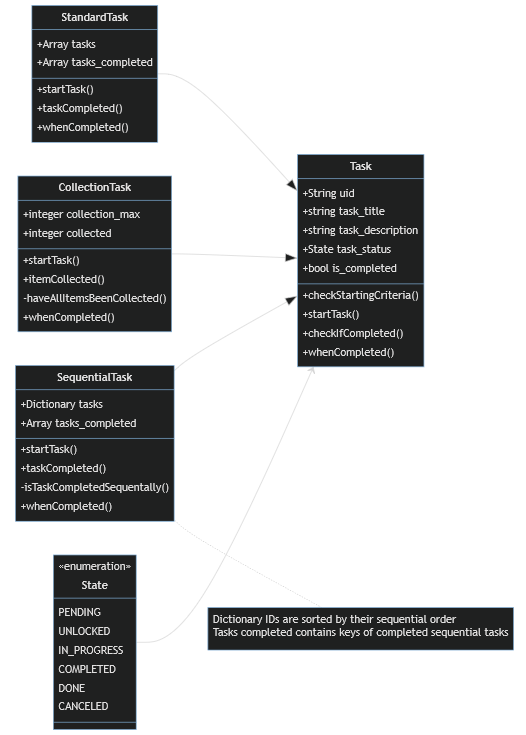 StandardTask
+Array tasks
+Array tasks_completed
+startTask()
+taskCompleted()
+whenCompleted()
CollectionTask
+integer collection_max
+integer collected
+startTask()
+itemCollected()
-haveAllItemsBeenCollected()
+whenCompleted()
SequentialTask
+Dictionary tasks
+Array tasks_completed
+startTask()
+taskCompleted()
-isTaskCompletedSequentally()
+whenCompleted()
«enumeration»
State
PENDING
UNLOCKED
IN_PROGRESS
COMPLETED
DONE
CANCELED
Task
+String uid
+string task_title
+string task_description
+State task_status
+bool is_completed
+checkStartingCriteria()
+startTask()
+checkIfCompleted()
+whenCompleted()
Dictionary IDs are sorted by their sequential order
Tasks completed contains keys of completed sequential tasks